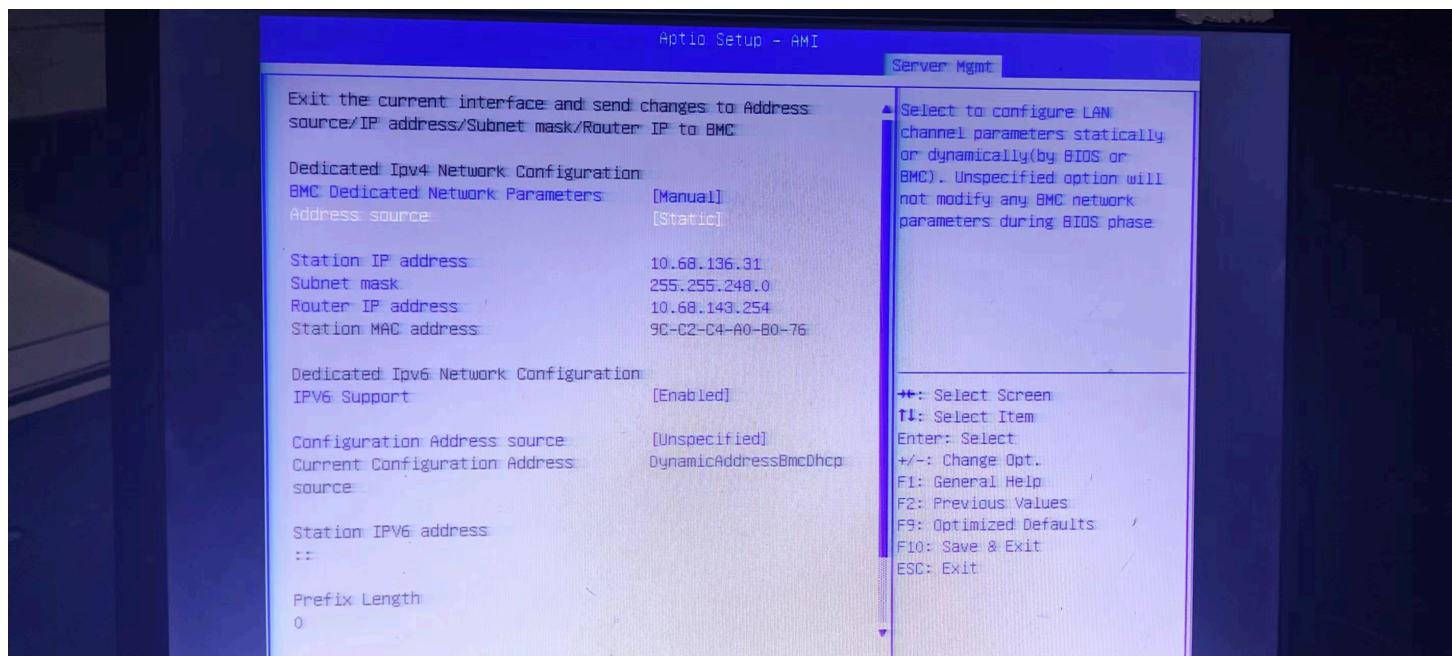 Aptio Setup - AMI
Server Mgmt
Exit the current interface and send changes to Address
source/IP address/Subnet mask/Router IP to BMC
Dedicated Ipv4 Network Configuration
BMC Dedicated Network Parameters [Manual]
Address source [Static]
Station IP address 10.68.136.31
Subnet mask 255.255.248.0
Router IP address 10.68.143.254
Station MAC address 9C-C2-C4-A0-B0-76
Dedicated Ipv6 Network Configuration
IPV6 Support [Enabled]
Configuration Address source [Unspecified]
Current Configuration Address DynamicAddressBmcDhcp
source
Station IPV6 address
::
Prefix Length
0
Select to configure LAN
channel parameters statically
or dynamically(by BIOS or
BMC). Unspecified option will
not modify any BMC network
parameters during BIOS phase
→←: Select Screen
↑↓: Select Item
Enter: Select
+/-: Change Opt.
F1: General Help
F2: Previous Values
F9: Optimized Defaults
F10: Save & Exit
ESC: Exit